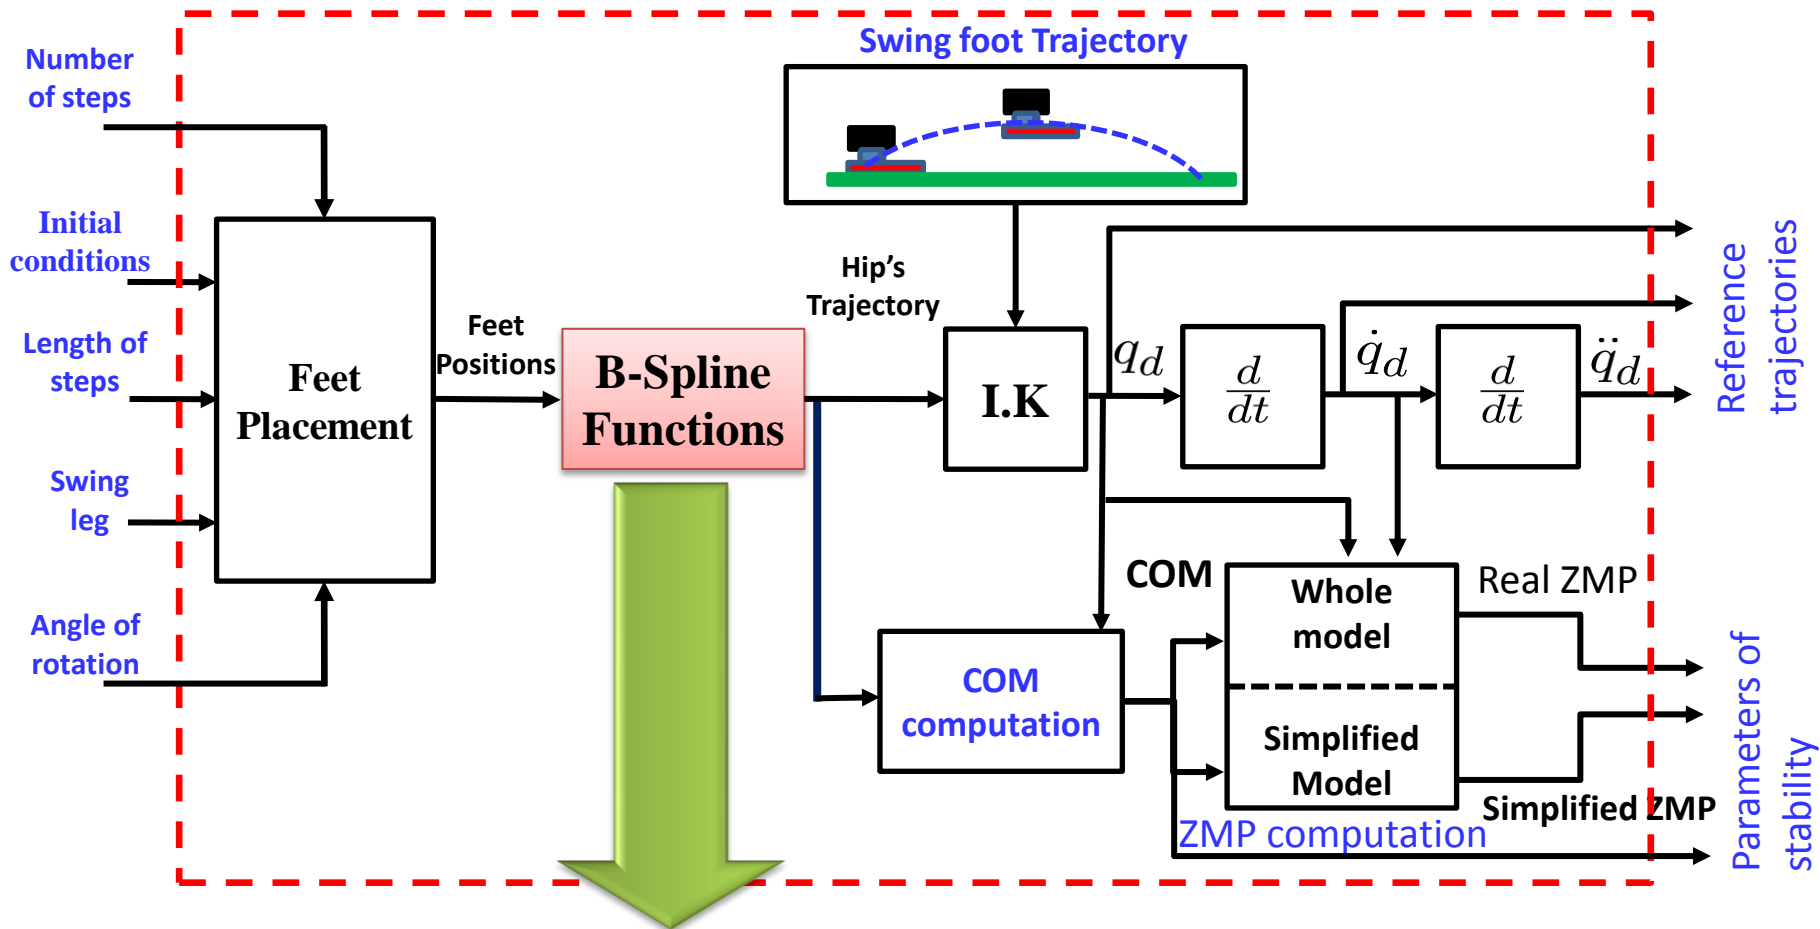 Swing foot Trajectory
Number
of steps
Initial
conditions
Length of
steps
Swing
leg
Angle of
rotation
Feet
Placement
Feet
Positions
B-Spline
Functions
Hip's
Trajectory
I.K
q_d
d
dt
q̇_d
d
dt
q̈_d
Reference
trajectories
COM
computation
COM
Whole
model
Simplified
Model
Real ZMP
Simplified ZMP
ZMP computation
Parameters of
stability